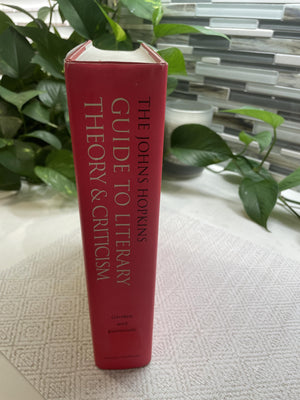 THE JOHNS HOPKINS
GUIDE TO LITERARY
THEORY & CRITICISM